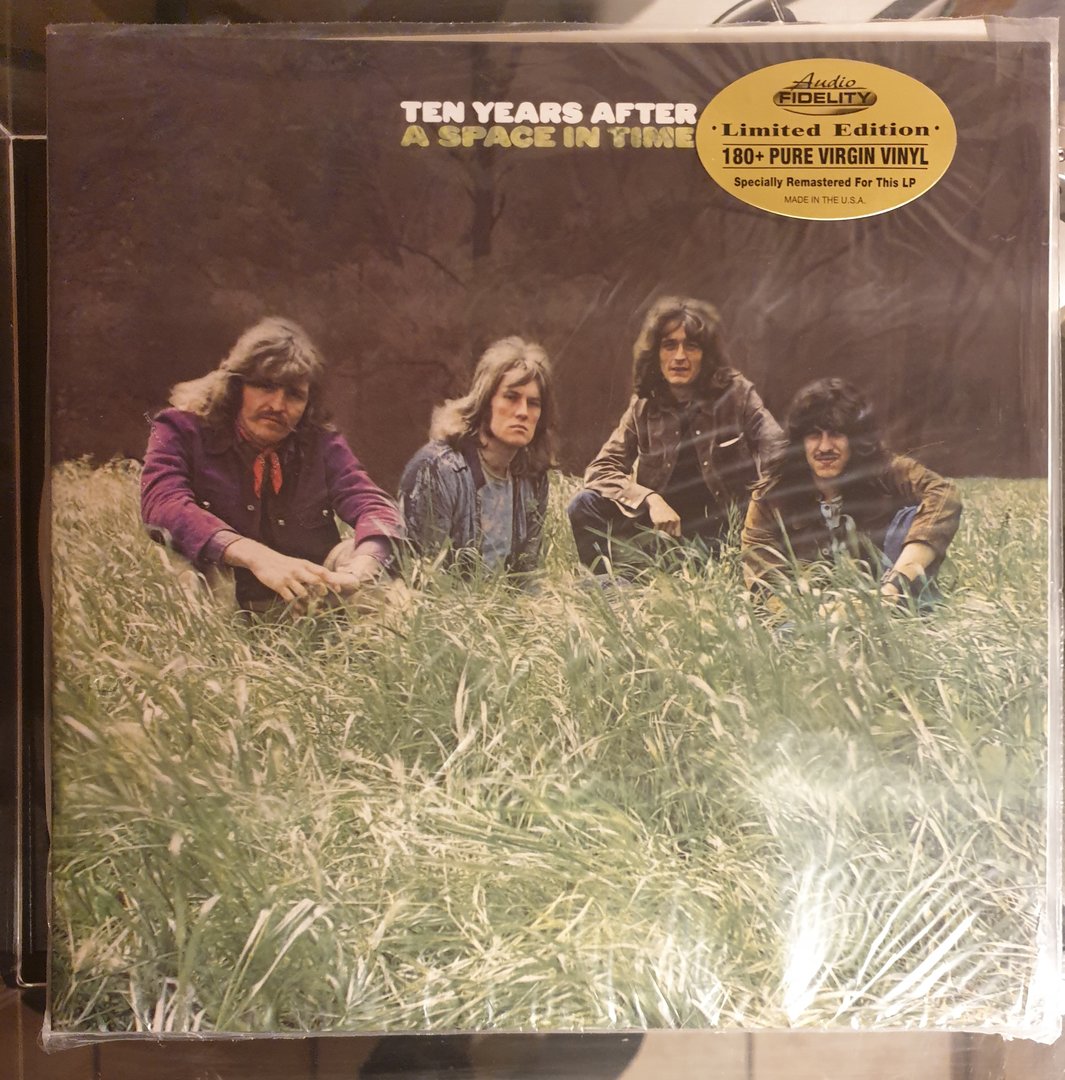 TEN YEARS AFTER
A SPACE IN TIME
Audio
FIDELITY
·Limited Edition·
180+ PURE VIRGIN VINYL
Specially Remastered For This LP
MADE IN THE U.S.A.